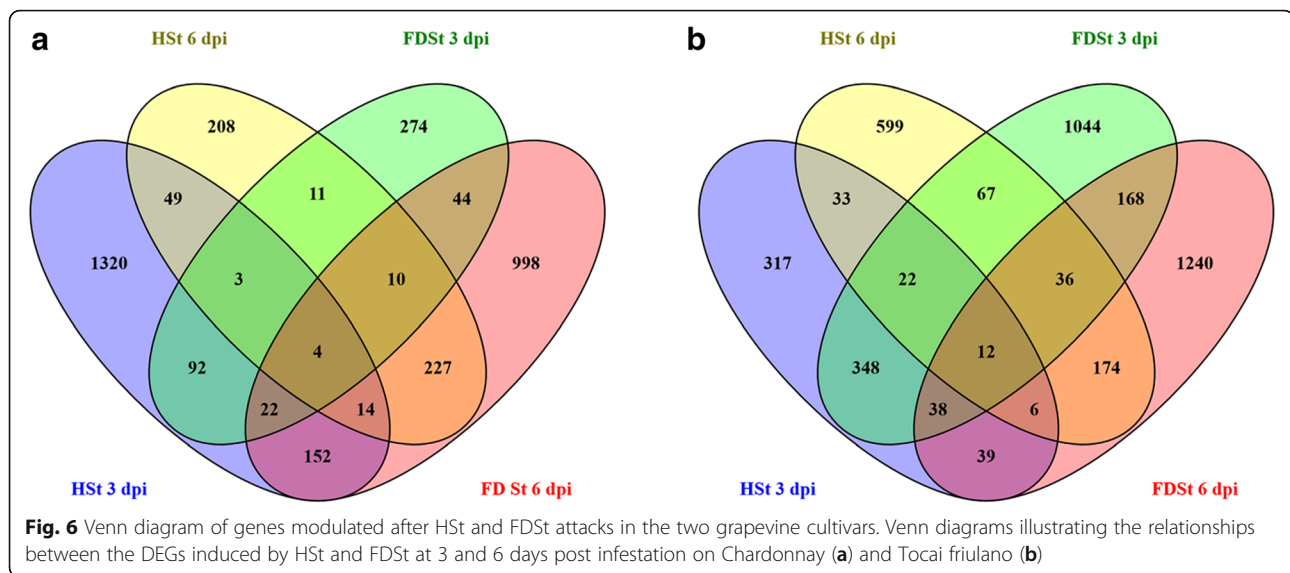 a
HSt 6 dpi
FDSt 3 dpi
208
274
49
11
44
1320
3
10
998
4
92
227
22
14
152
HSt 3 dpi
FD St 6 dpi
b
HSt 6 dpi
FDSt 3 dpi
599
1044
33
67
168
317
22
36
1240
12
348
174
38
6
39
HSt 3 dpi
FDSt 6 dpi
Fig. 6 Venn diagram of genes modulated after HSt and FDSt attacks in the two grapevine cultivars. Venn diagrams illustrating the relationships
between the DEGs induced by HSt and FDSt at 3 and 6 days post infestation on Chardonnay (a) and Tocai friulano (b)